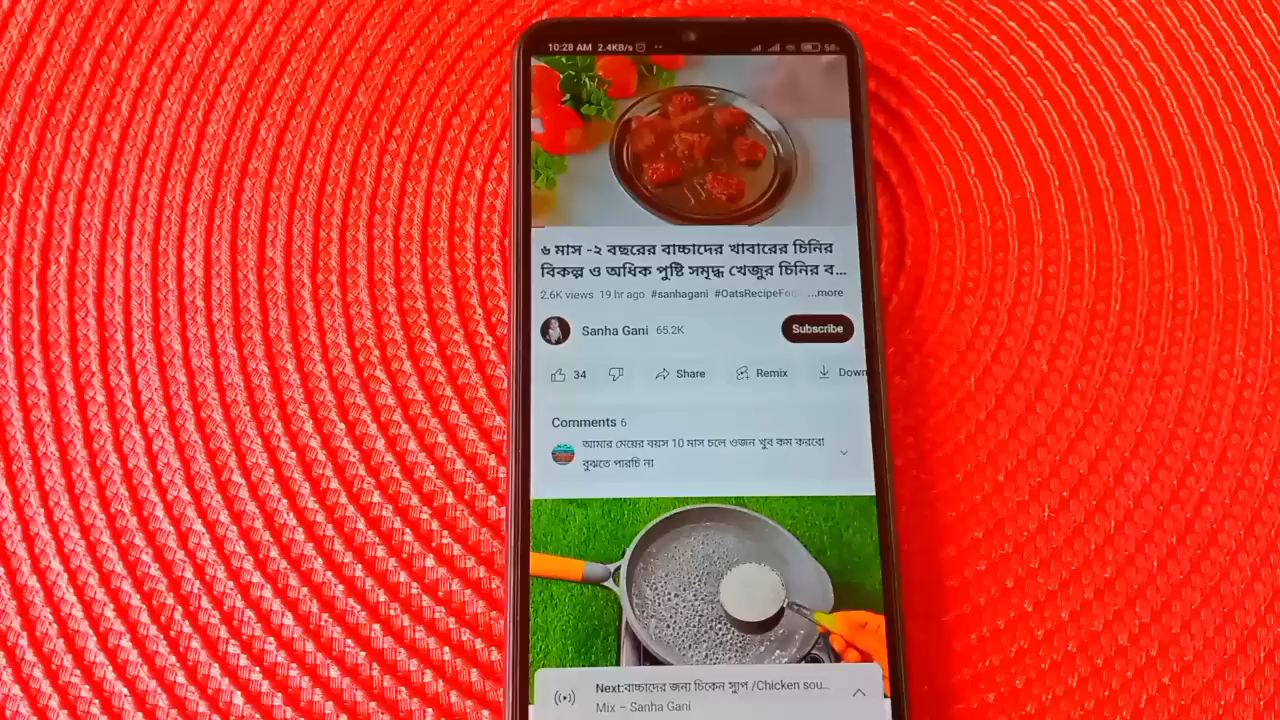 10:28 AM 2.4KB/s 58
৬ মাস -২ বছরের বাচ্চাদের খাবারের চিনির
বিকল্প ও অধিক পুষ্টি সমৃদ্ধ খেজুর চিনির ব...
2.6K views 19 hr ago #sanhagani #OatsRecipeFo ...more
Sanha Gani 65.2K
Subscribe
34 Share Remix Down
Comments 6
আমার মেয়ের বয়স 10 মাস চলে ওজন খুব কম করবো
বুঝতে পারচি না
Next:বাচ্চাদের জন্য চিকেন স্যুপ /Chicken sou...
Mix – Sanha Gani